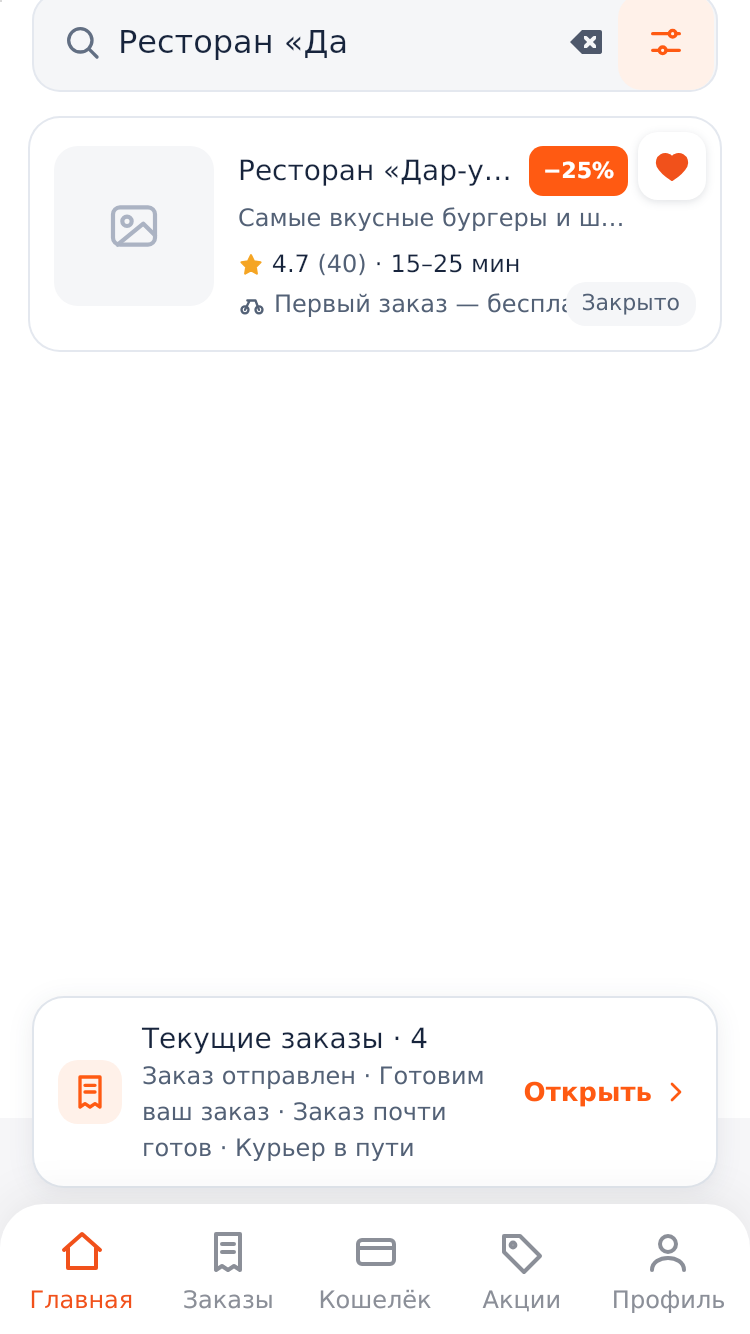 Ресторан «Да
Ресторан «Дар-у…
−25%
Самые вкусные бургеры и ш…
4.7 (40) · 15–25 мин
Первый заказ — беспла
Закрыто
Текущие заказы · 4
Заказ отправлен · Готовим
ваш заказ · Заказ почти
готов · Курьер в пути
Открыть
Главная
Заказы
Кошелёк
Акции
Профиль